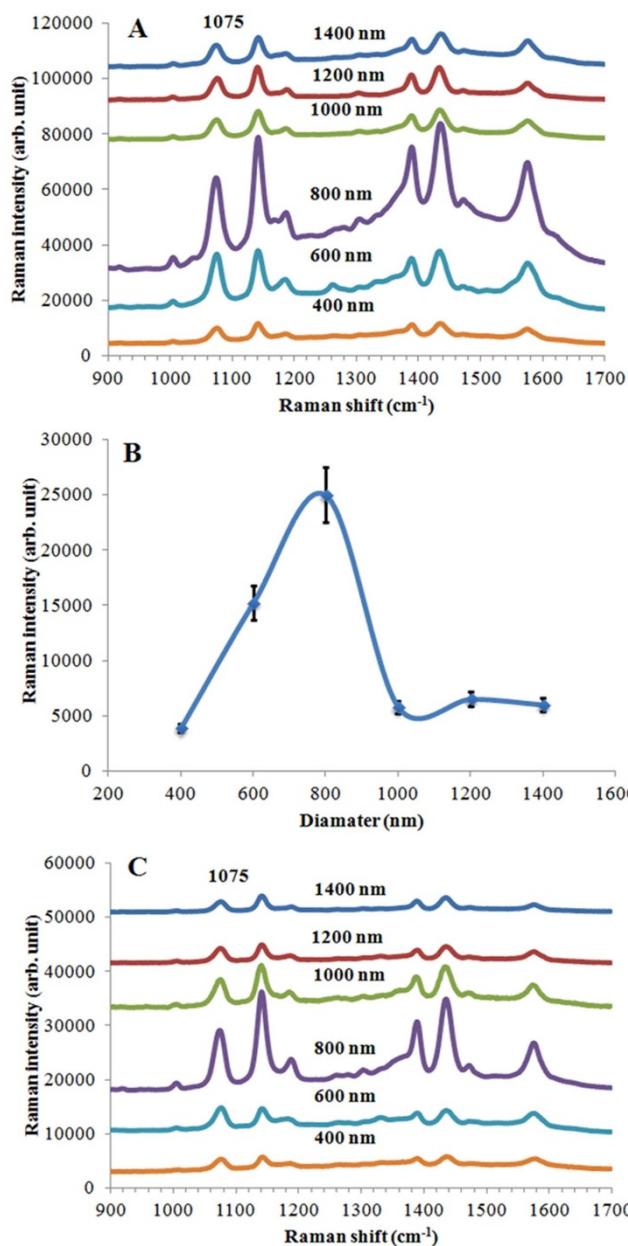 A
1075
1400 nm
1200 nm
1000 nm
800 nm
600 nm
400 nm
120000
100000
80000
60000
40000
20000
0
Raman intensity (arb. unit)
900 1000 1100 1200 1300 1400 1500 1600 1700
Raman shift (cm-1)
B
30000
25000
20000
15000
10000
5000
0
Raman intensity (arb. unit)
200 400 600 800 1000 1200 1400 1600
Diamater (nm)
C
1075
1400 nm
1200 nm
1000 nm
800 nm
600 nm
400 nm
60000
50000
40000
30000
20000
10000
0
Raman intensity (arb. unit)
900 1000 1100 1200 1300 1400 1500 1600 1700
Raman shift (cm-1)